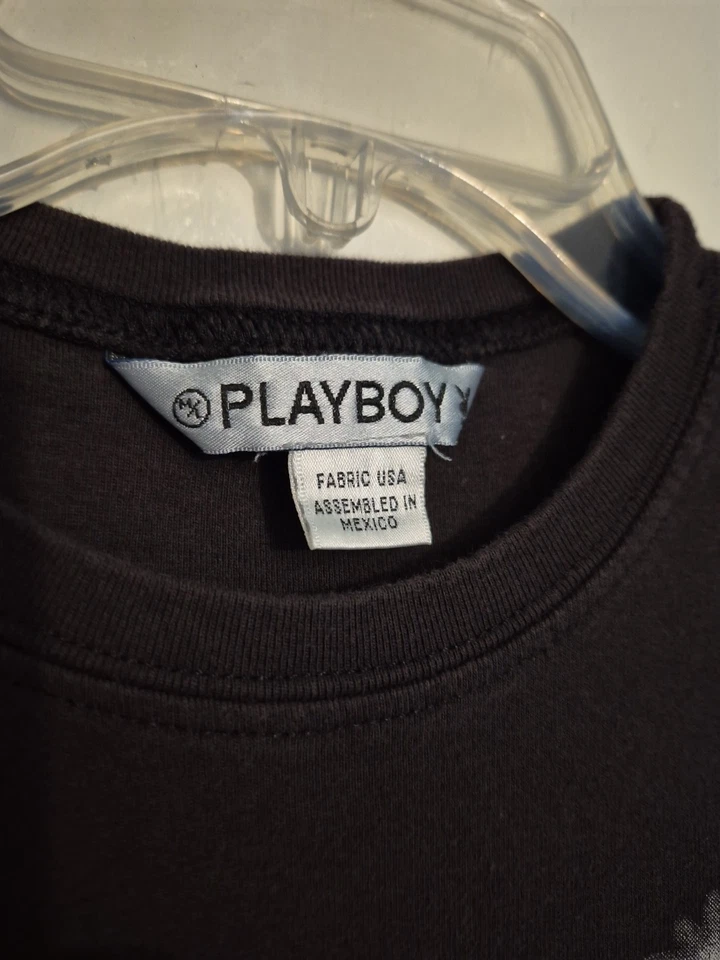 PLAYBOY
FABRIC USA
ASSEMBLED IN
MEXICO